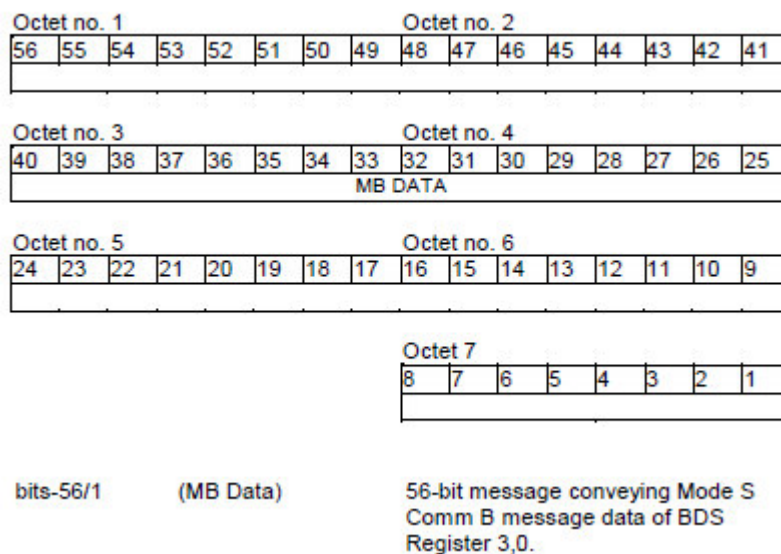 Octet no. 1 Octet no. 2
56 55 54 53 52 51 50 49 48 47 46 45 44 43 42 41
Octet no. 3 Octet no. 4
40 39 38 37 36 35 34 33 32 31 30 29 28 27 26 25
MB DATA
Octet no. 5 Octet no. 6
24 23 22 21 20 19 18 17 16 15 14 13 12 11 10 9
Octet 7
8 7 6 5 4 3 2 1
bits-56/1 (MB Data) 56-bit message conveying Mode S
Comm B message data of BDS
Register 3,0.